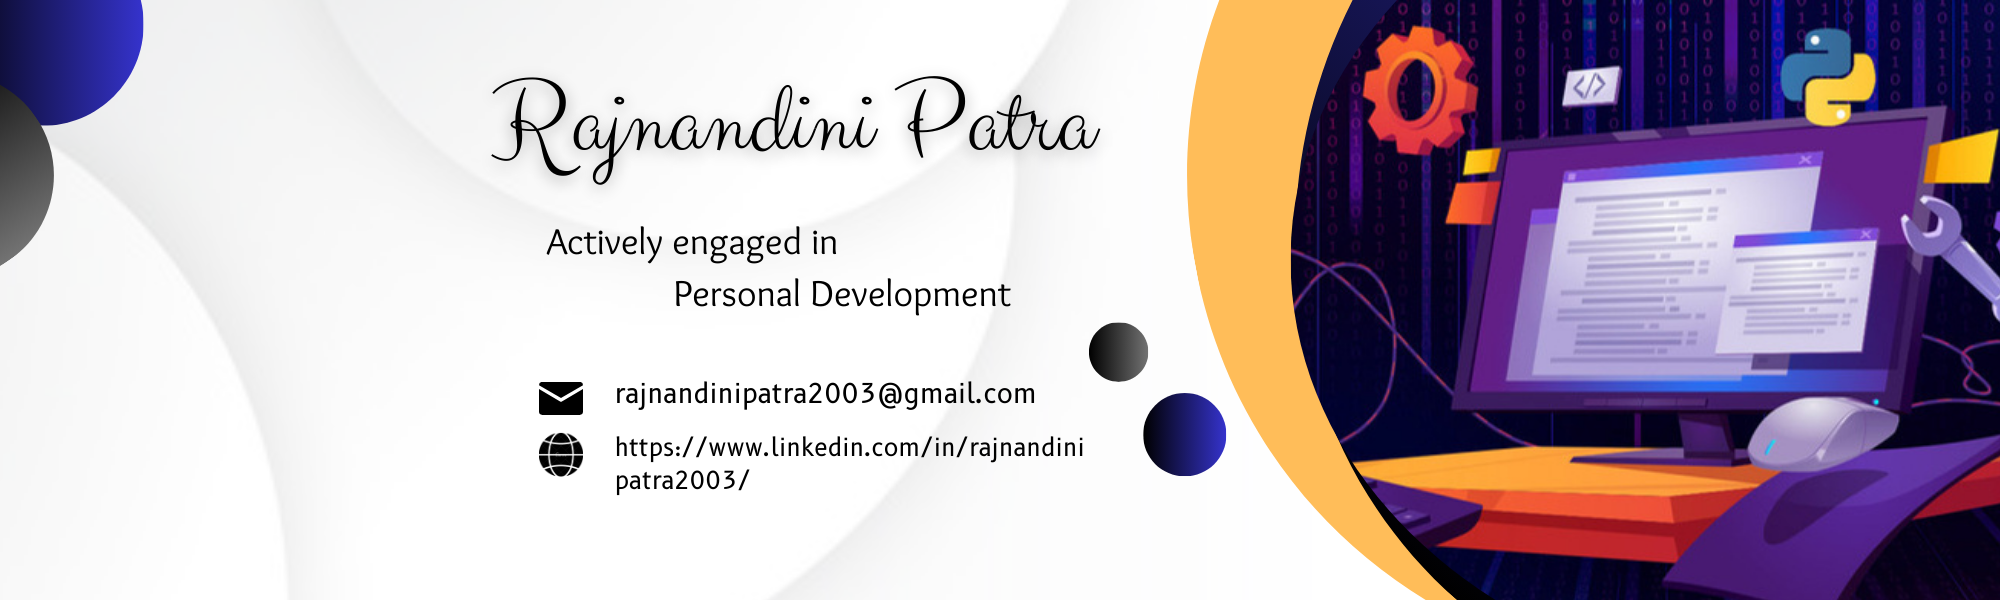 Rajnandini Patra
Actively engaged in
Personal Development
rajnandinipatra2003@gmail.com
https://www.linkedin.com/in/rajnandini
patra2003/